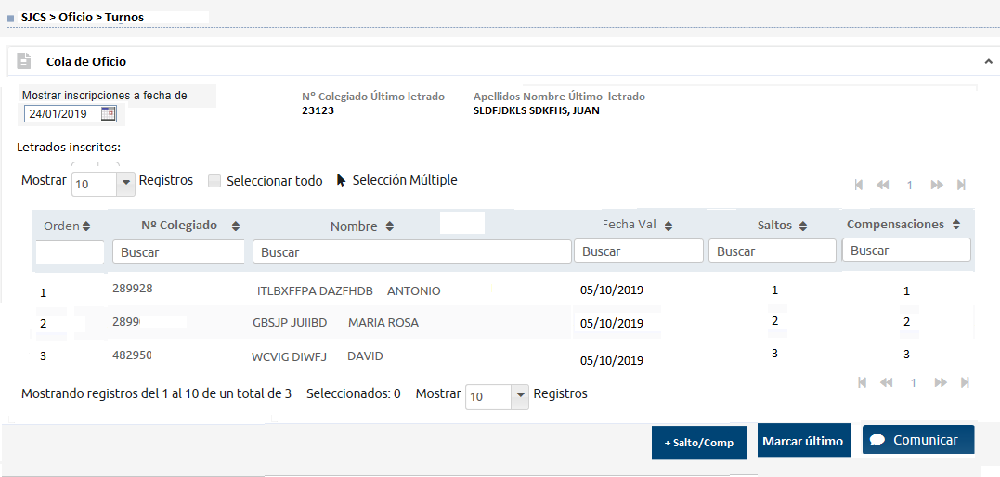 SJCS > Oficio > Turnos
Cola de Oficio
Mostrar inscripciones a fecha de
24/01/2019
Nº Colegiado Último letrado
23123
Apellidos Nombre Último letrado
SLDFJDKLS SDKFHS, JUAN
Letrados inscritos:
Mostrar 10 Registros Seleccionar todo Selección Múltiple 1
Orden Nº Colegiado Nombre Fecha Val Saltos Compensaciones
Buscar Buscar Buscar Buscar Buscar
1 289928 ITLBXFFPA DAZFHDB ANTONIO 05/10/2019 1 1
2 2899 GBSJP JUIIBD MARIA ROSA 05/10/2019 2 2
3 482950 WCVIG DIWFJ DAVID 05/10/2019 3 3
1
Mostrando registros del 1 al 10 de un total de 3 Seleccionados: 0 Mostrar 10 Registros
+ Salto/Comp Marcar último Comunicar